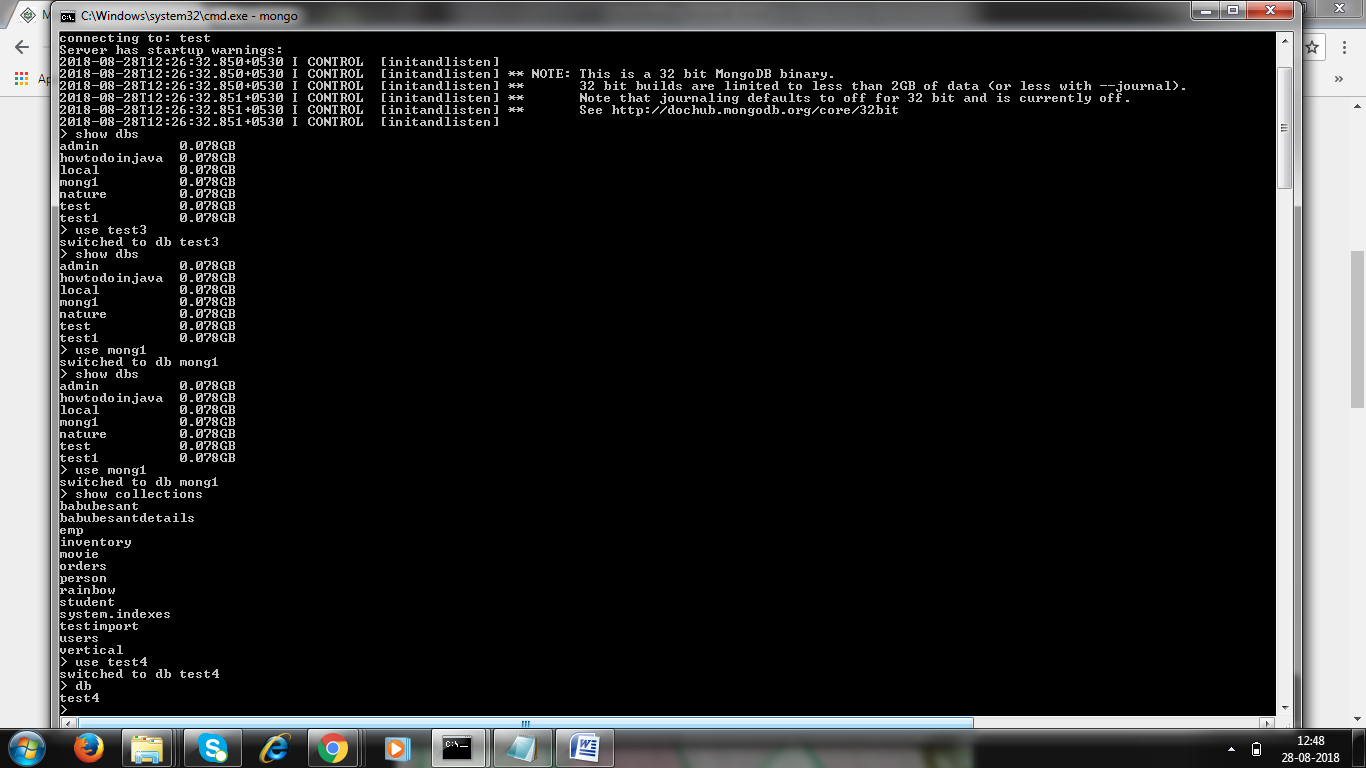 C:\Windows\system32\cmd.exe - mongo
connecting to: test
Server has startup warnings:
2018-08-28T12:26:32.850+0530 I CONTROL  [initandlisten]
2018-08-28T12:26:32.850+0530 I CONTROL  [initandlisten] ** NOTE: This is a 32 bit MongoDB binary.
2018-08-28T12:26:32.850+0530 I CONTROL  [initandlisten] **       32 bit builds are limited to less than 2GB of data (or less with --journal).
2018-08-28T12:26:32.851+0530 I CONTROL  [initandlisten] **       Note that journaling defaults to off for 32 bit and is currently off.
2018-08-28T12:26:32.851+0530 I CONTROL  [initandlisten] **       See http://dochub.mongodb.org/core/32bit
2018-08-28T12:26:32.851+0530 I CONTROL  [initandlisten]
> show dbs
admin          0.078GB
howtodoinjava  0.078GB
local          0.078GB
mong1          0.078GB
nature         0.078GB
test           0.078GB
test1          0.078GB
> use test3
switched to db test3
> show dbs
admin          0.078GB
howtodoinjava  0.078GB
local          0.078GB
mong1          0.078GB
nature         0.078GB
test           0.078GB
test1          0.078GB
> use mong1
switched to db mong1
> show dbs
admin          0.078GB
howtodoinjava  0.078GB
local          0.078GB
mong1          0.078GB
nature         0.078GB
test           0.078GB
test1          0.078GB
> use mong1
switched to db mong1
> show collections
babubesant
babubesantdetails
emp
inventory
movie
orders
person
rainbow
student
system.indexes
testimport
users
vertical
> use test4
switched to db test4
> db
test4
>
12:48
28-08-2018